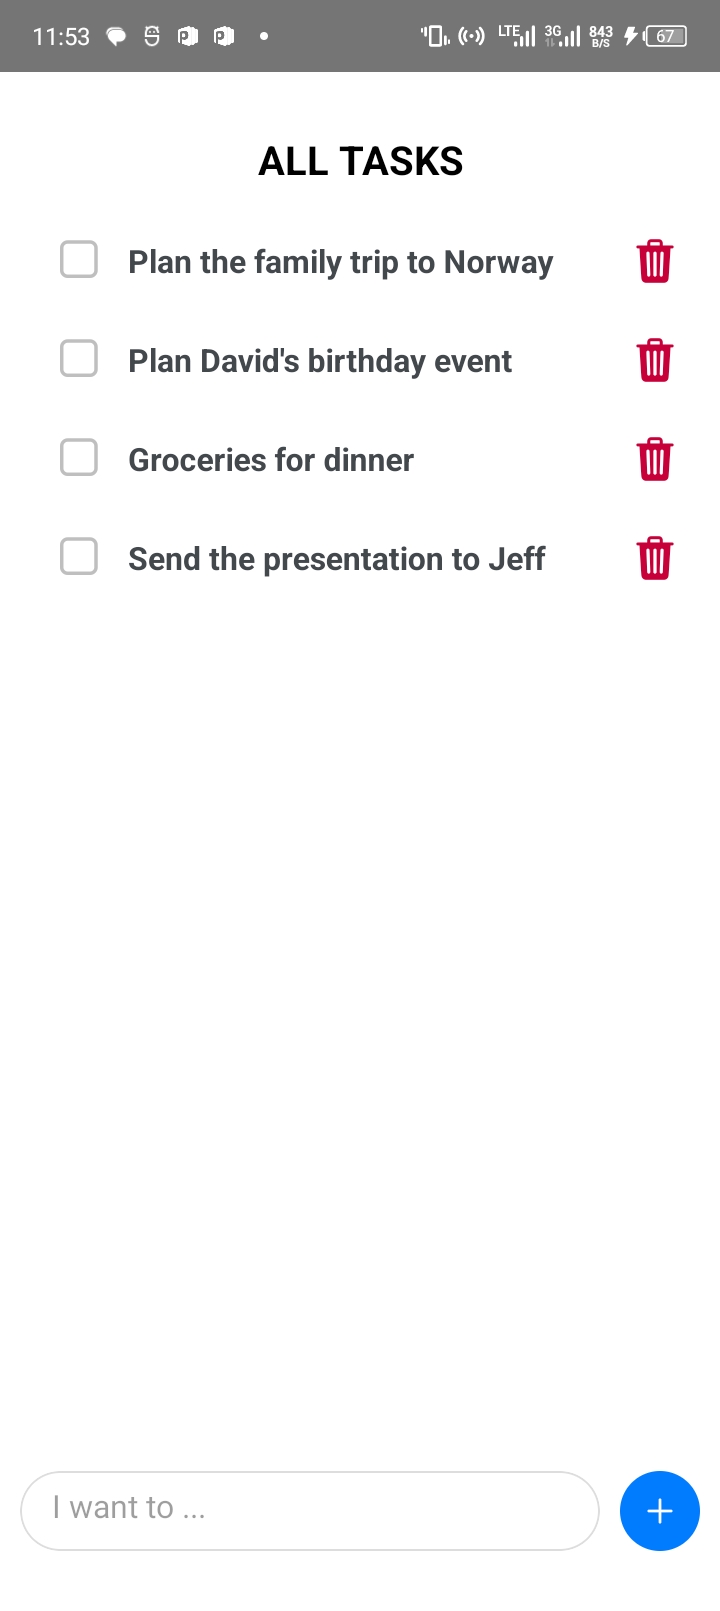 11:53 LTE 3G 843 B/S 67
ALL TASKS
Plan the family trip to Norway
Plan David's birthday event
Groceries for dinner
Send the presentation to Jeff
I want to ...